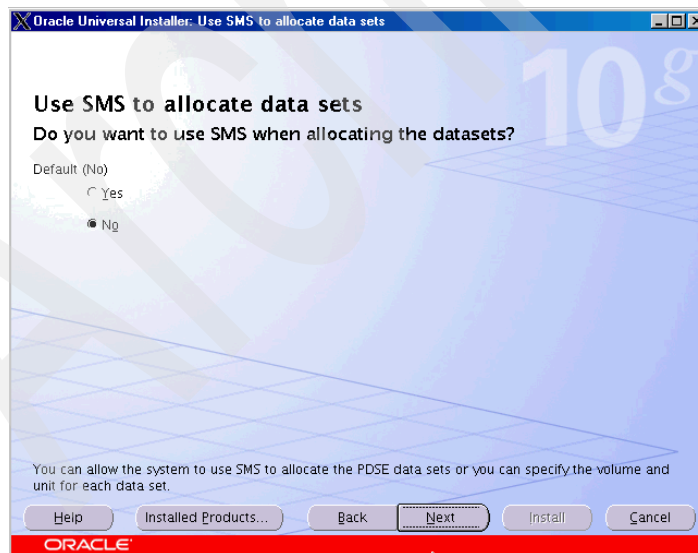 Oracle Universal Installer: Use SMS to allocate data sets
10g
Use SMS to allocate data sets
Do you want to use SMS when allocating the datasets?
Default (No)
Yes
No
You can allow the system to use SMS to allocate the PDSE data sets or you can specify the volume and
unit for each data set.
Help Installed Products... Back Next Install Cancel
ORACLE